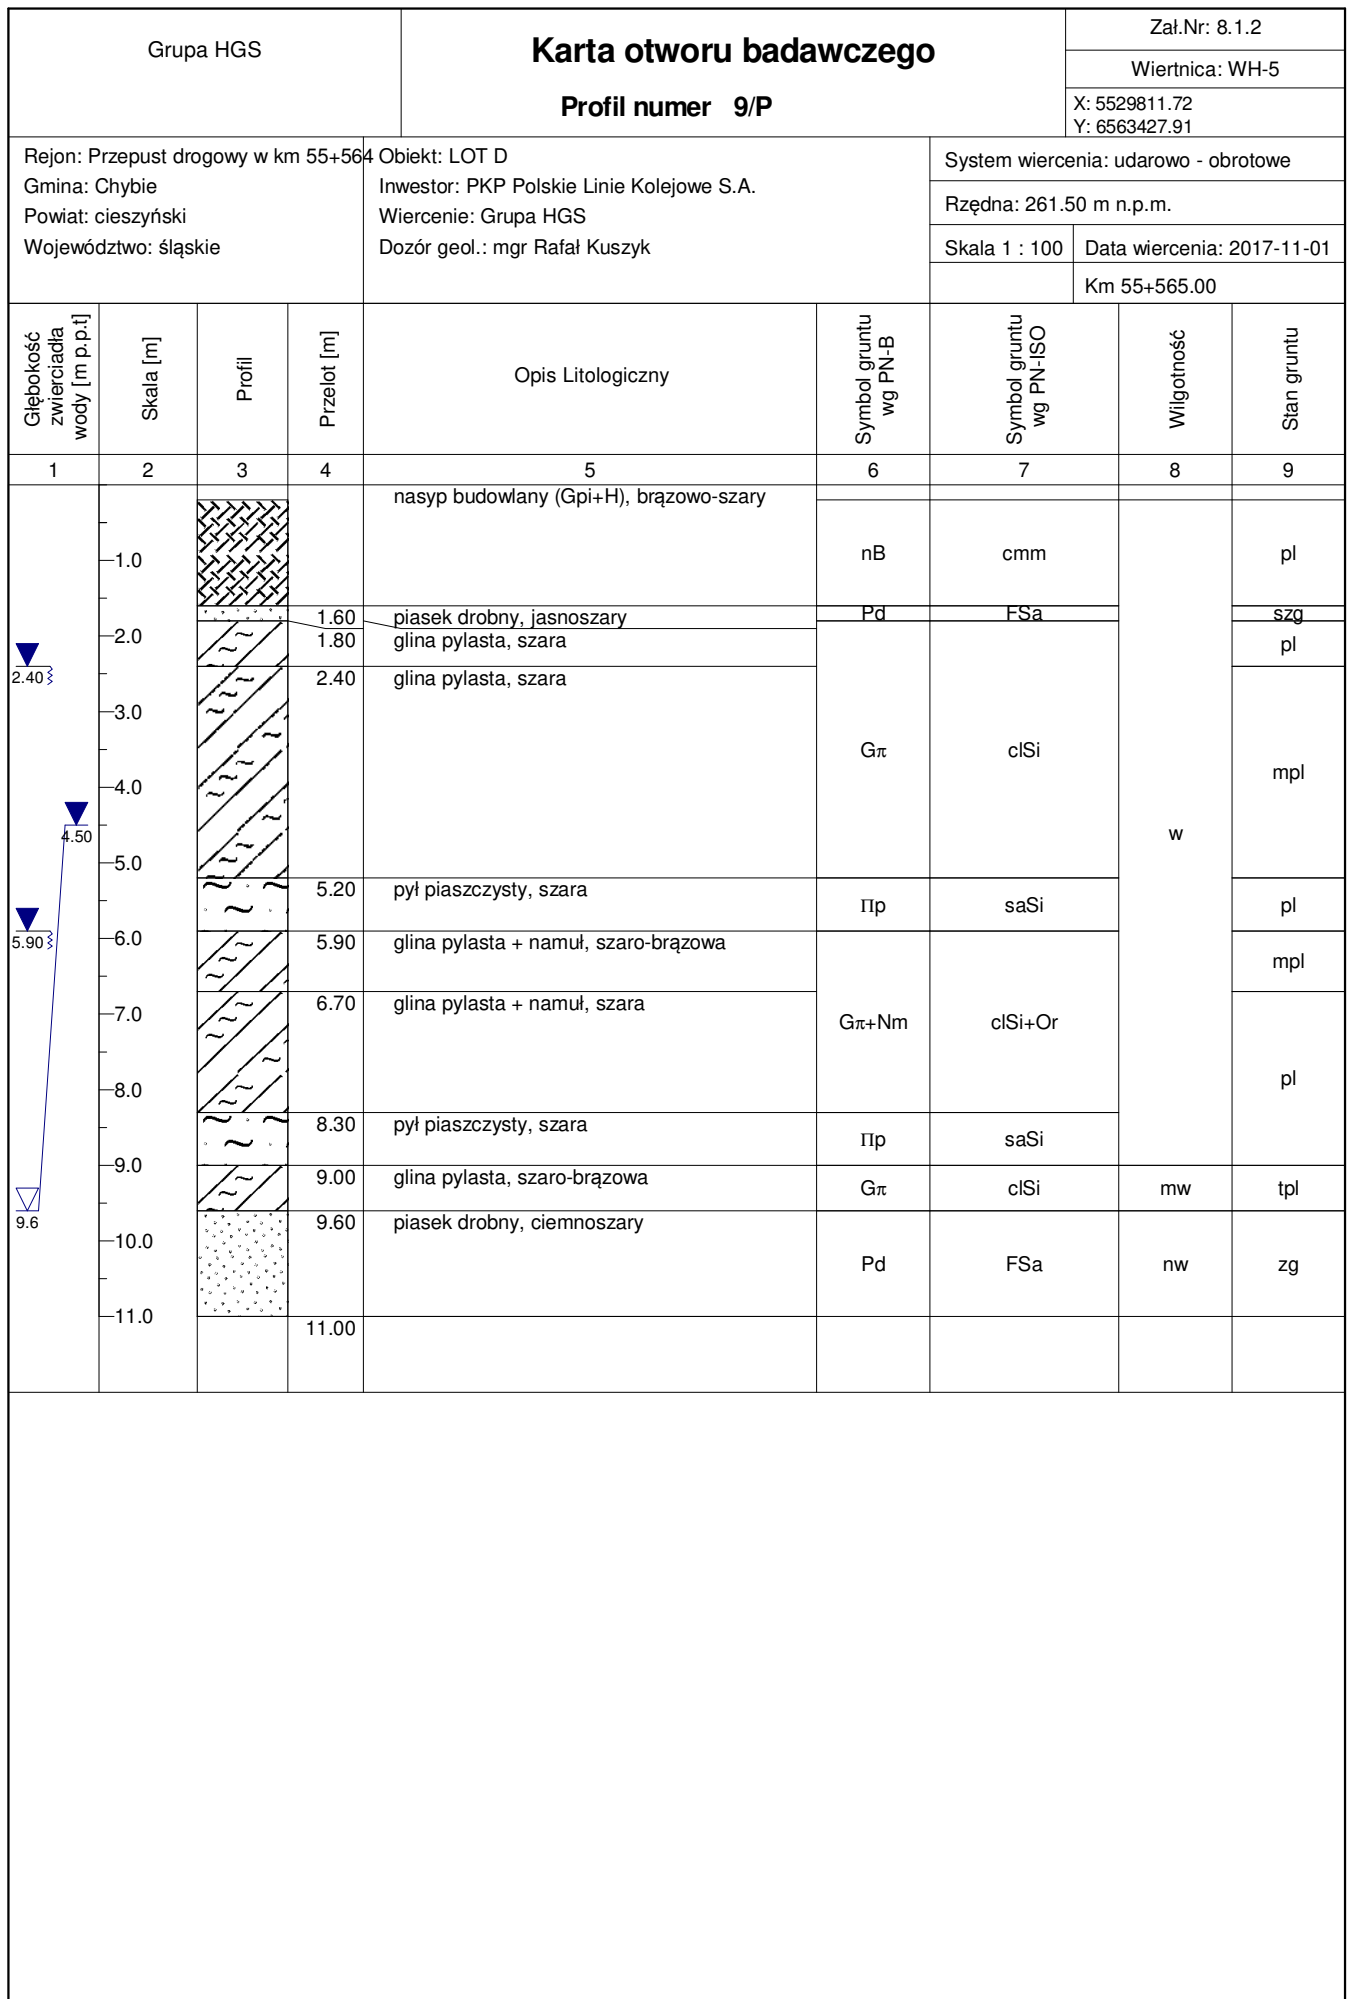 Grupa HGS
Karta otworu badawczego
Profil numer 9/P
Zał.Nr: 8.1.2
Wiertnica: WH-5
X: 5529811.72
Y: 6563427.91
Rejon: Przepust drogowy w km 55+564
Gmina: Chybie
Powiat: cieszyński
Województwo: śląskie
Obiekt: LOT D
Inwestor: PKP Polskie Linie Kolejowe S.A.
Wiercenie: Grupa HGS
Dozór geol.: mgr Rafał Kuszyk
System wiercenia: udarowo - obrotowe
Rzędna: 261.50 m n.p.m.
Skala 1 : 100
Data wiercenia: 2017-11-01
Km 55+565.00
Głębokość
zwierciadła
wody [m p.p.t]
Skala [m]
Profil
Przelot [m]
Opis Litologiczny
Symbol gruntu
wg PN-B
Symbol gruntu
wg PN-ISO
Wilgotność
Stan gruntu
1 2 3 4 5 6 7 8 9
nasyp budowlany (Gpi+H), brązowo-szary
1.0 nB cmm pl
1.60 piasek drobny, jasnoszary Pd FSa szg
2.0 1.80 glina pylasta, szara pl
2.40 2.40 glina pylasta, szara
3.0
Gπ clSi
mpl
4.0
4.50
w
5.0
5.20 pył piaszczysty, szara
Πp saSi pl
5.90 6.0 5.90 glina pylasta + namuł, szaro-brązowa
mpl
6.70 glina pylasta + namuł, szara
7.0 Gπ+Nm clSi+Or
pl
8.0
8.30 pył piaszczysty, szara
Πp saSi
9.0 9.00 glina pylasta, szaro-brązowa
Gπ clSi mw tpl
9.6 9.60 piasek drobny, ciemnoszary
10.0
Pd FSa nw zg
11.0
11.00